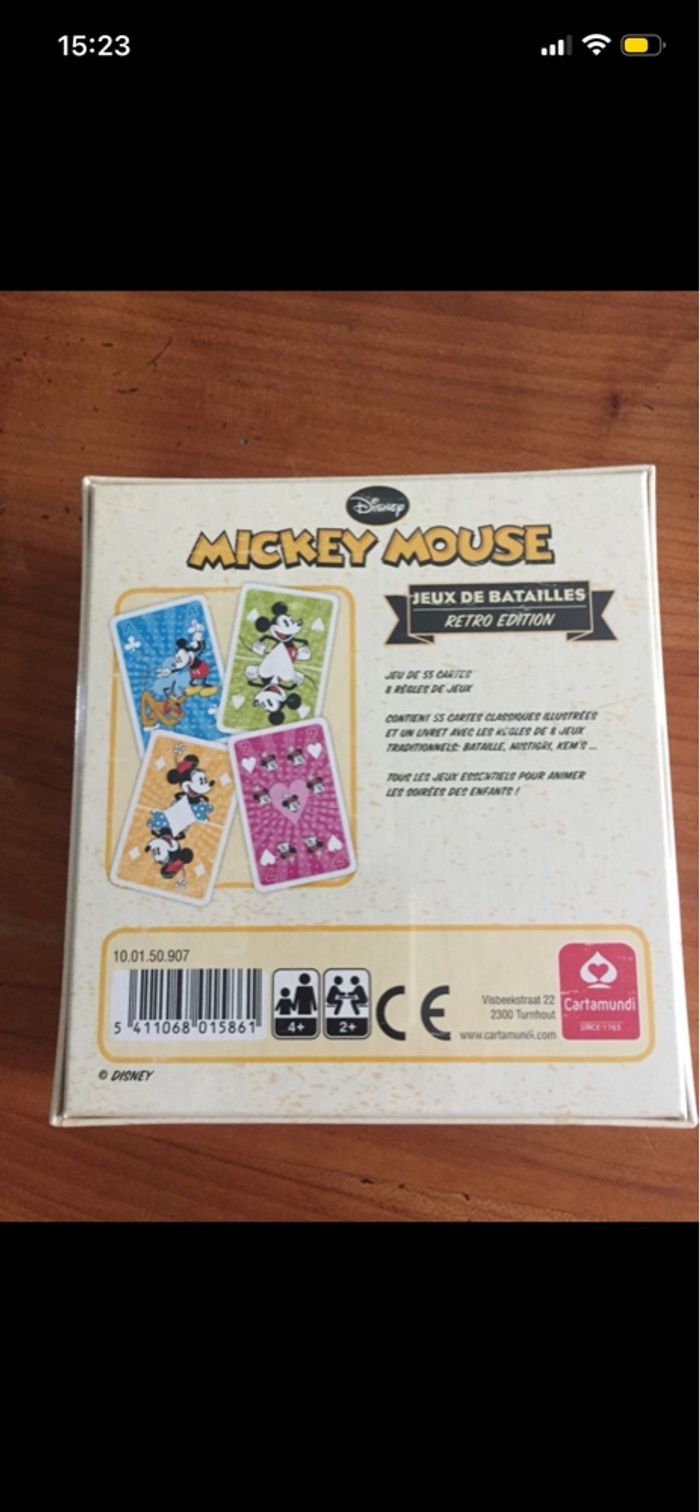 15:23
Disney
MICKEY MOUSE
JEUX DE BATAILLES
RETRO EDITION
JEU DE 55 CARTES
8 RÈGLES DE JEUX
CONTIENT 55 CARTES CLASSIQUES ILLUSTRÉES
ET UN LIVRET AVEC LES RÈGLES DE 8 JEUX
TRADITIONNELS: BATAILLE, MISTIGRI, KEM'S ...
TOUS LES JEUX ESSENTIELS POUR ANIMER
LES SOIRÉES DES ENFANTS !
A A
7 7
10.01.50.907
5 411068 015861
4+
2+
CE
Visbeekstraat 22
2300 Turnhout
www.cartamundi.com
Cartamundi
SINCE 1765
© DISNEY